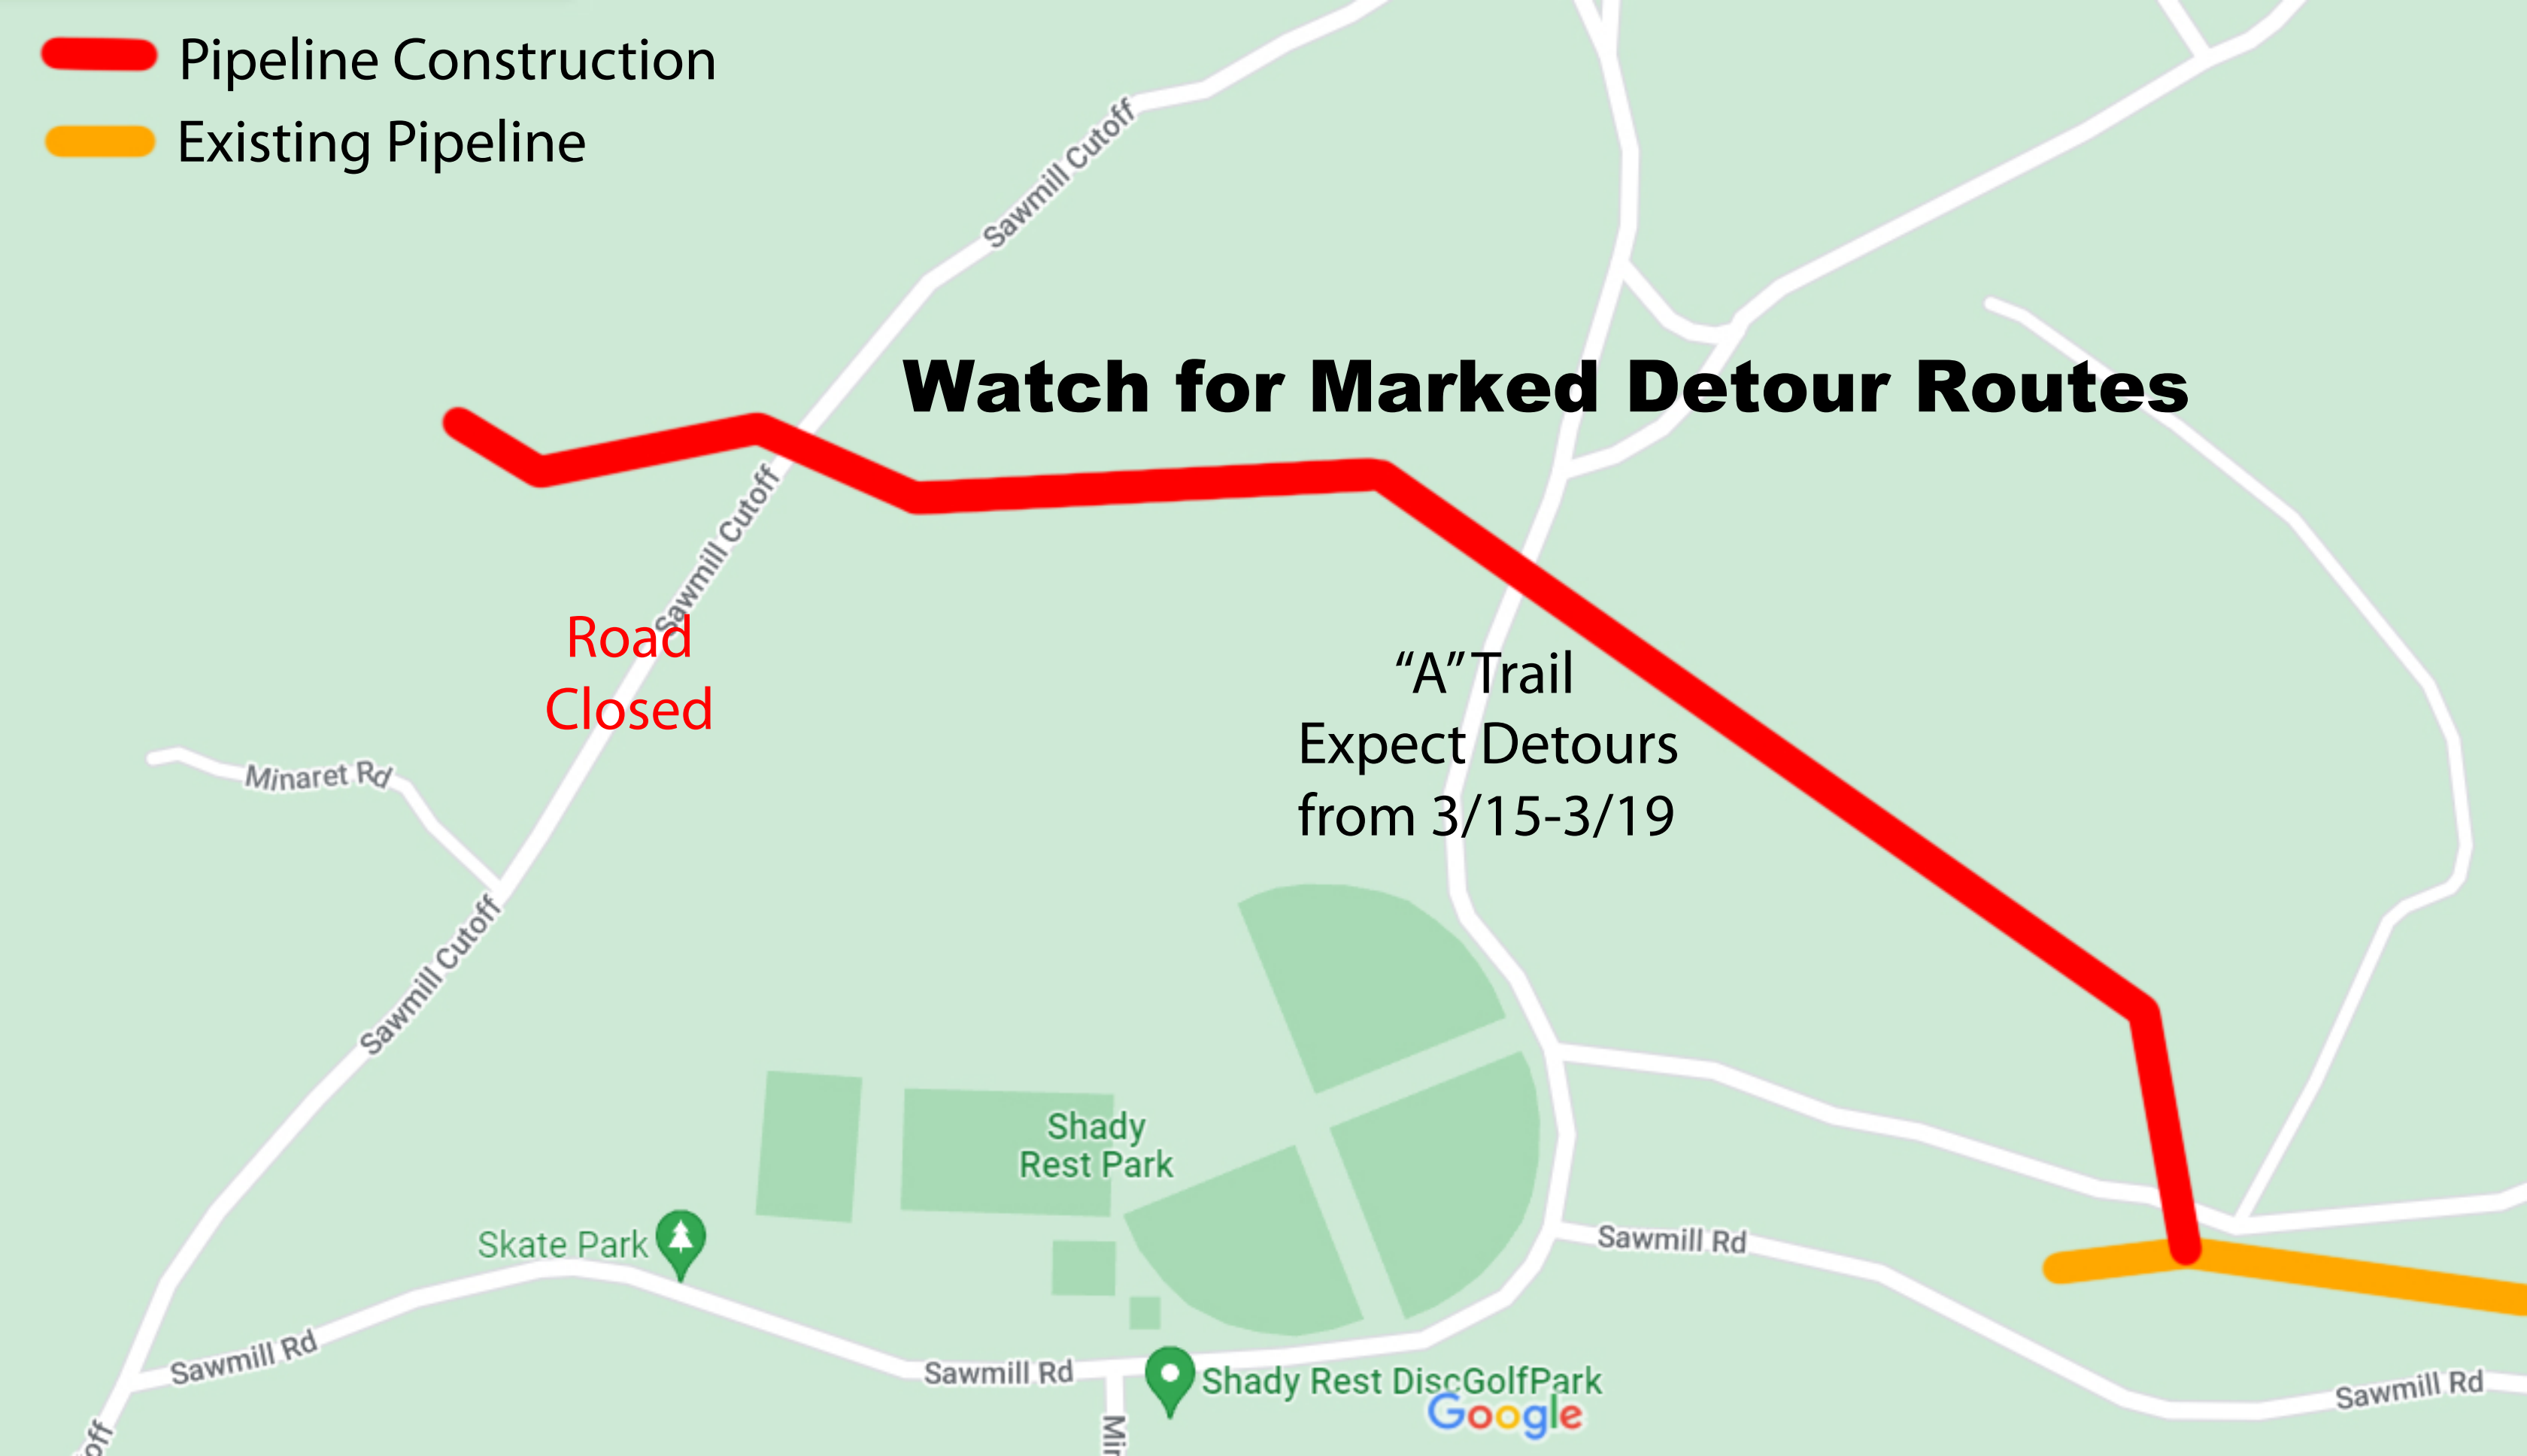 Pipeline Construction
Existing Pipeline
Sawmill Cutoff
Watch for Marked Detour Routes
Sawmill Cutoff
Road
Closed
“A” Trail
Expect Detours
from 3/15-3/19
Minaret Rd
Sawmill Cutoff
Shady
Rest Park
Skate Park
Sawmill Rd
Sawmill Rd
Sawmill Rd
Shady Rest DiscGolfPark
Sawmill Rd
Google
off
Mir